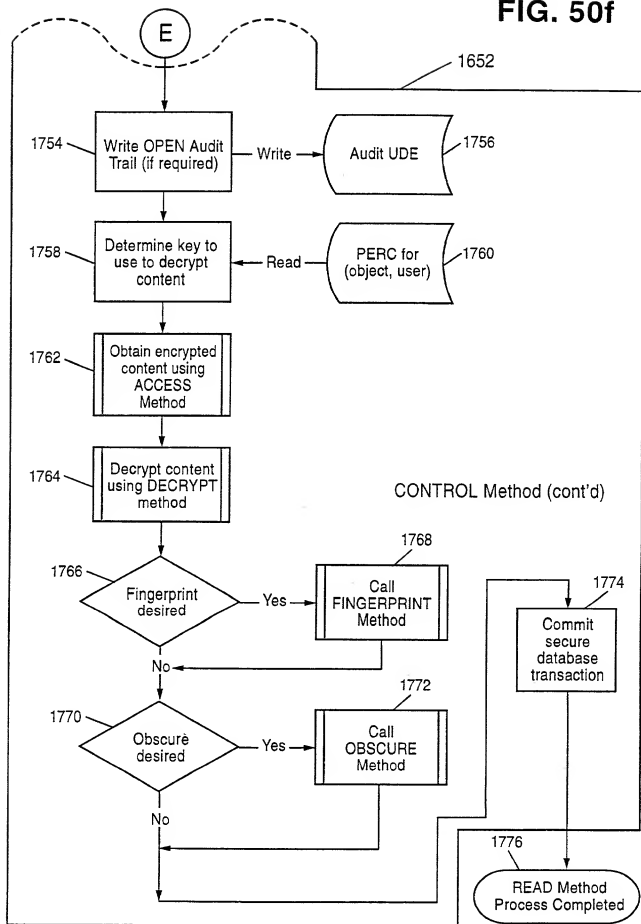 FIG. 50f
E
1652
1754
Write OPEN Audit
Trail (if required)
Write
Audit UDE
1756
1758
Determine key to
use to decrypt
content
Read
PERC for
(object, user)
1760
1762
Obtain encrypted
content using
ACCESS
Method
1764
Decrypt content
using DECRYPT
method
CONTROL Method (cont'd)
1766
Fingerprint
desired
Yes
1768
Call
FINGERPRINT
Method
No
1774
Commit
secure
database
transaction
1770
Obscure
desired
Yes
1772
Call
OBSCURE
Method
No
1776
READ Method
Process Completed